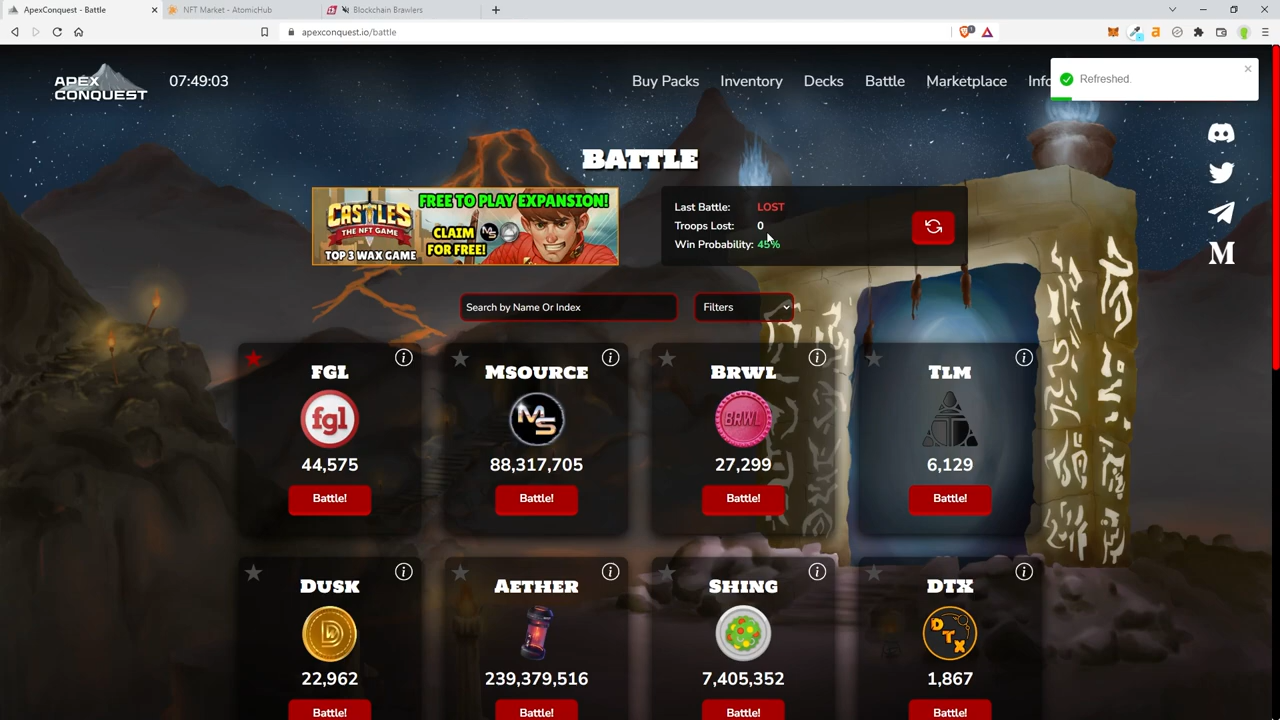 ApexConquest - Battle
NFT Market - AtomicHub
Blockchain Brawlers
apexconquest.io/battle
APEX
CONQUEST
07:49:03
Buy Packs
Inventory
Decks
Battle
Marketplace
Info
Refreshed.
BATTLE
CASTLES
THE NFT GAME
TOP 3 WAX GAME
FREE TO PLAY EXPANSION!
CLAIM
FOR FREE!
MS
Last Battle: LOST
Troops Lost: 0
Win Probability: 45%
Search by Name Or Index
Filters
FGL
fgl
44,575
Battle!
MSOURCE
MS
88,317,705
Battle!
BRWL
BRWL
27,299
Battle!
TLM
6,129
Battle!
DUSK
D
22,962
Battle!
AETHER
239,379,516
Battle!
SHING
7,405,352
Battle!
DTX
DTX
1,867
Battle!